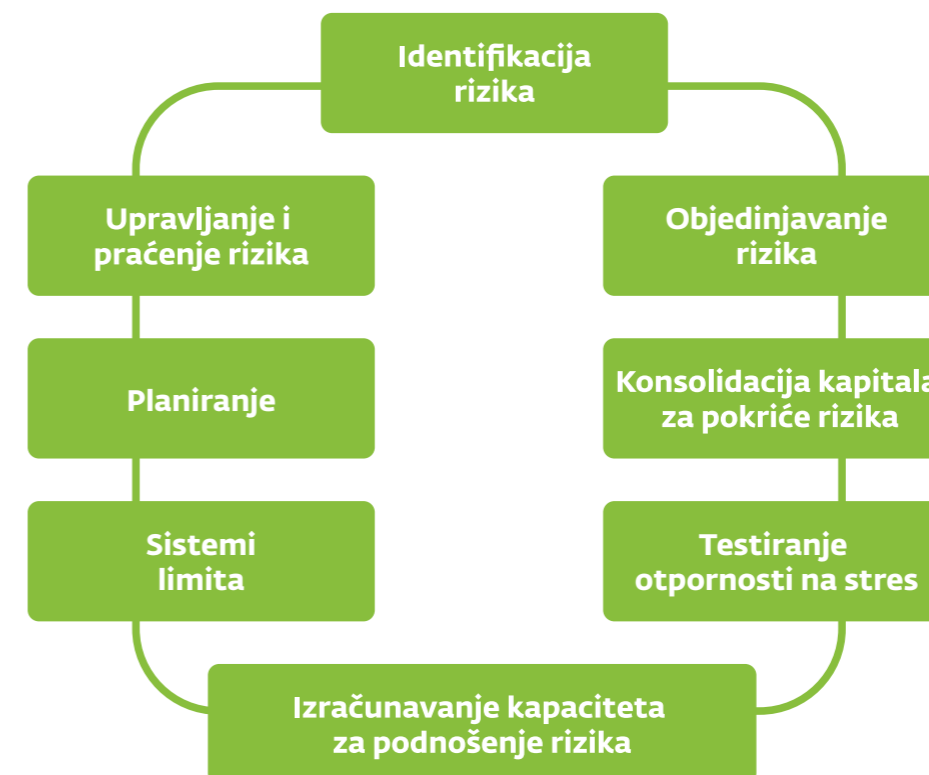 Identifikacija
rizika
Upravljanje i
praćenje rizika
Objedinjavanje
rizika
Planiranje
Konsolidacija kapitala
za pokriće rizika
Sistemi
limita
Testiranje
otpornosti na stres
Izračunavanje kapaciteta
za podnošenje rizika